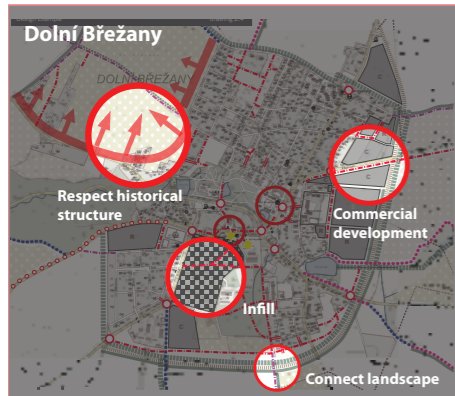 Dolní Břežany
DOLNÍ BŘEŽANY
Respect historical
structure
Commercial
development
Infill
Connect landscape